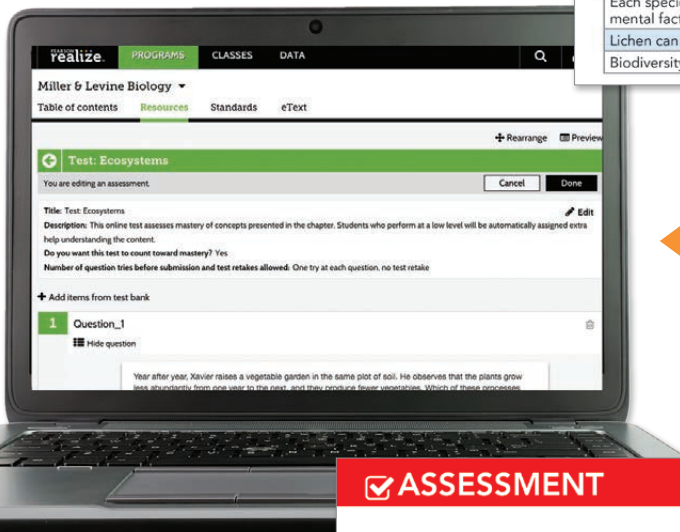 Each
mental
Lichen can
Biodiversity
PEARSON
realize. PROGRAMS CLASSES DATA
Miller & Levine Biology
Table of contents Resources Standards eText
Rearrange Preview
Test: Ecosystems
You are editing an assessment. Cancel Done
Title: Test: Ecosystems Edit
Description: This online test assesses mastery of concepts presented in the chapter. Students who perform at a low level will be automatically assigned extra
help understanding the content.
Do you want this test to count toward mastery? Yes
Number of question tries before submission and test retakes allowed: One try at each question, no test retake
Add items from test bank
1 Question_1
Hide question
Year after year, Xavier raises a vegetable garden in the same plot of soil. He observes that the plants grow
less abundantly from one year to the next, and they produce fewer vegetables. Which of these processes
ASSESSMENT